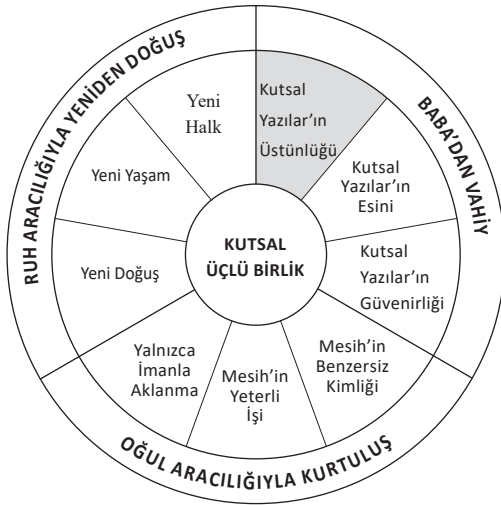 BABA’DAN VAHİY
Kutsal
Yazılar’ın
Üstünlüğü
Kutsal
Yazılar’ın
Esini
Kutsal
Yazılar’ın
Güvenirliği
OĞUL ARACILIĞIYLA KURTULUŞ
Mesih’in
Benzersiz
Kimliği
Mesih’in
Yeterli
İşi
Yalnızca
İmanla
Aklanma
RUH ARACILIĞIYLA YENİDEN DOĞUŞ
Yeni Doğuş
Yeni Yaşam
Yeni
Halk
KUTSAL
ÜÇLÜ BİRLİK